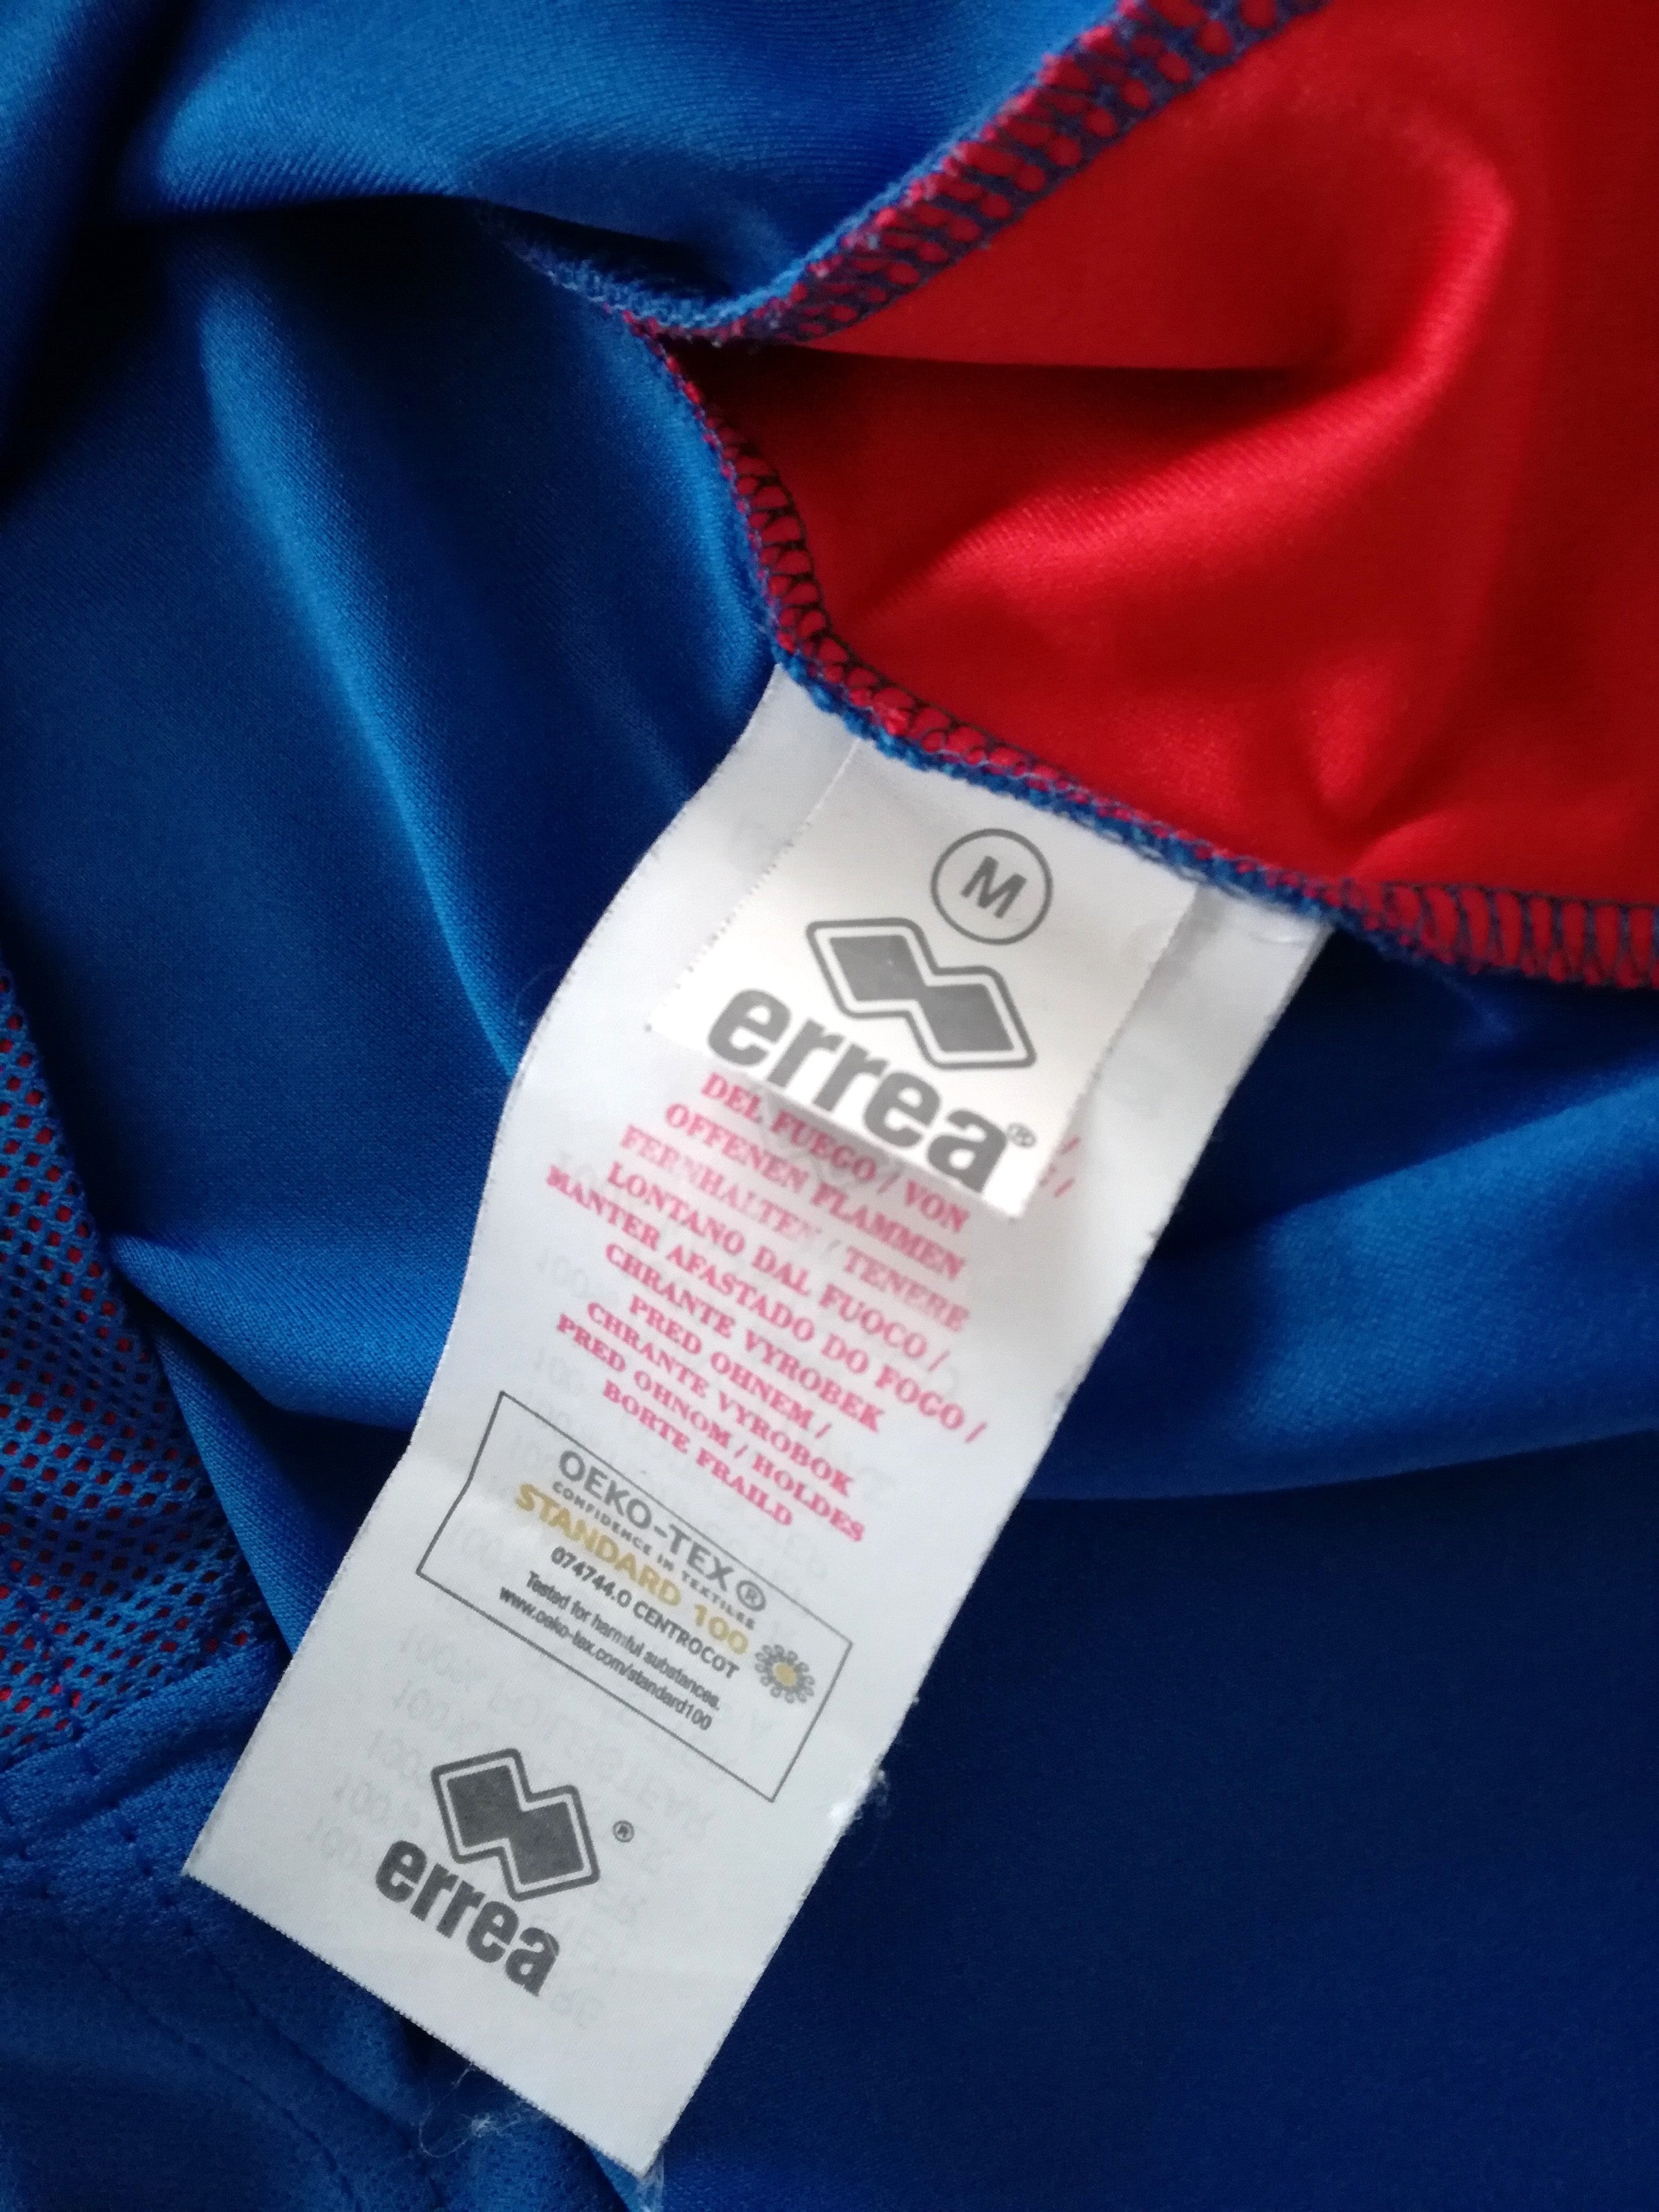 M
errea®
DEL FUEGO / VON
OFFENEN FLAMMEN
FERNHALTEN / TENERE
LONTANO DAL FUOCO /
MANTER AFASTADO DO FOGO /
CHRANTE VYROBEK
PRED OHNEM /
CHRANTE VYROBOK
PRED OHNOM / HOLDES
BORTE FRA ILD
OEKO-TEX®
CONFIDENCE IN TEXTILES
STANDARD 100
074744.O CENTROCOT
Tested for harmful substances.
www.oeko-tex.com/standard100
®
errea